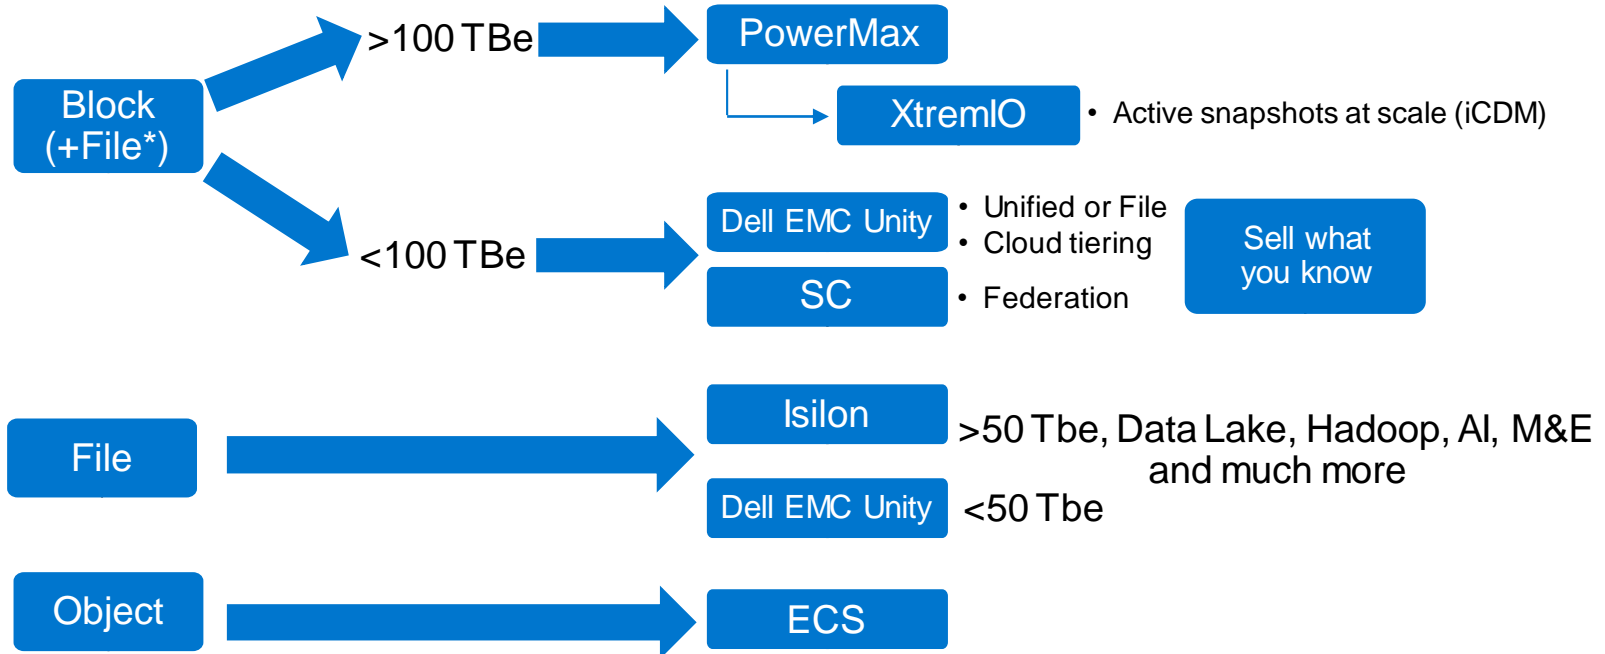 >100 TBe
PowerMax
Block
(+File*)
XtremIO
• Active snapshots at scale (iCDM)
<100 TBe
Dell EMC Unity
• Unified or File
• Cloud tiering
SC
• Federation
Sell what
you know
File
Isilon
>50 Tbe, Data Lake, Hadoop, AI, M&E
and much more
Dell EMC Unity
<50 Tbe
Object
ECS